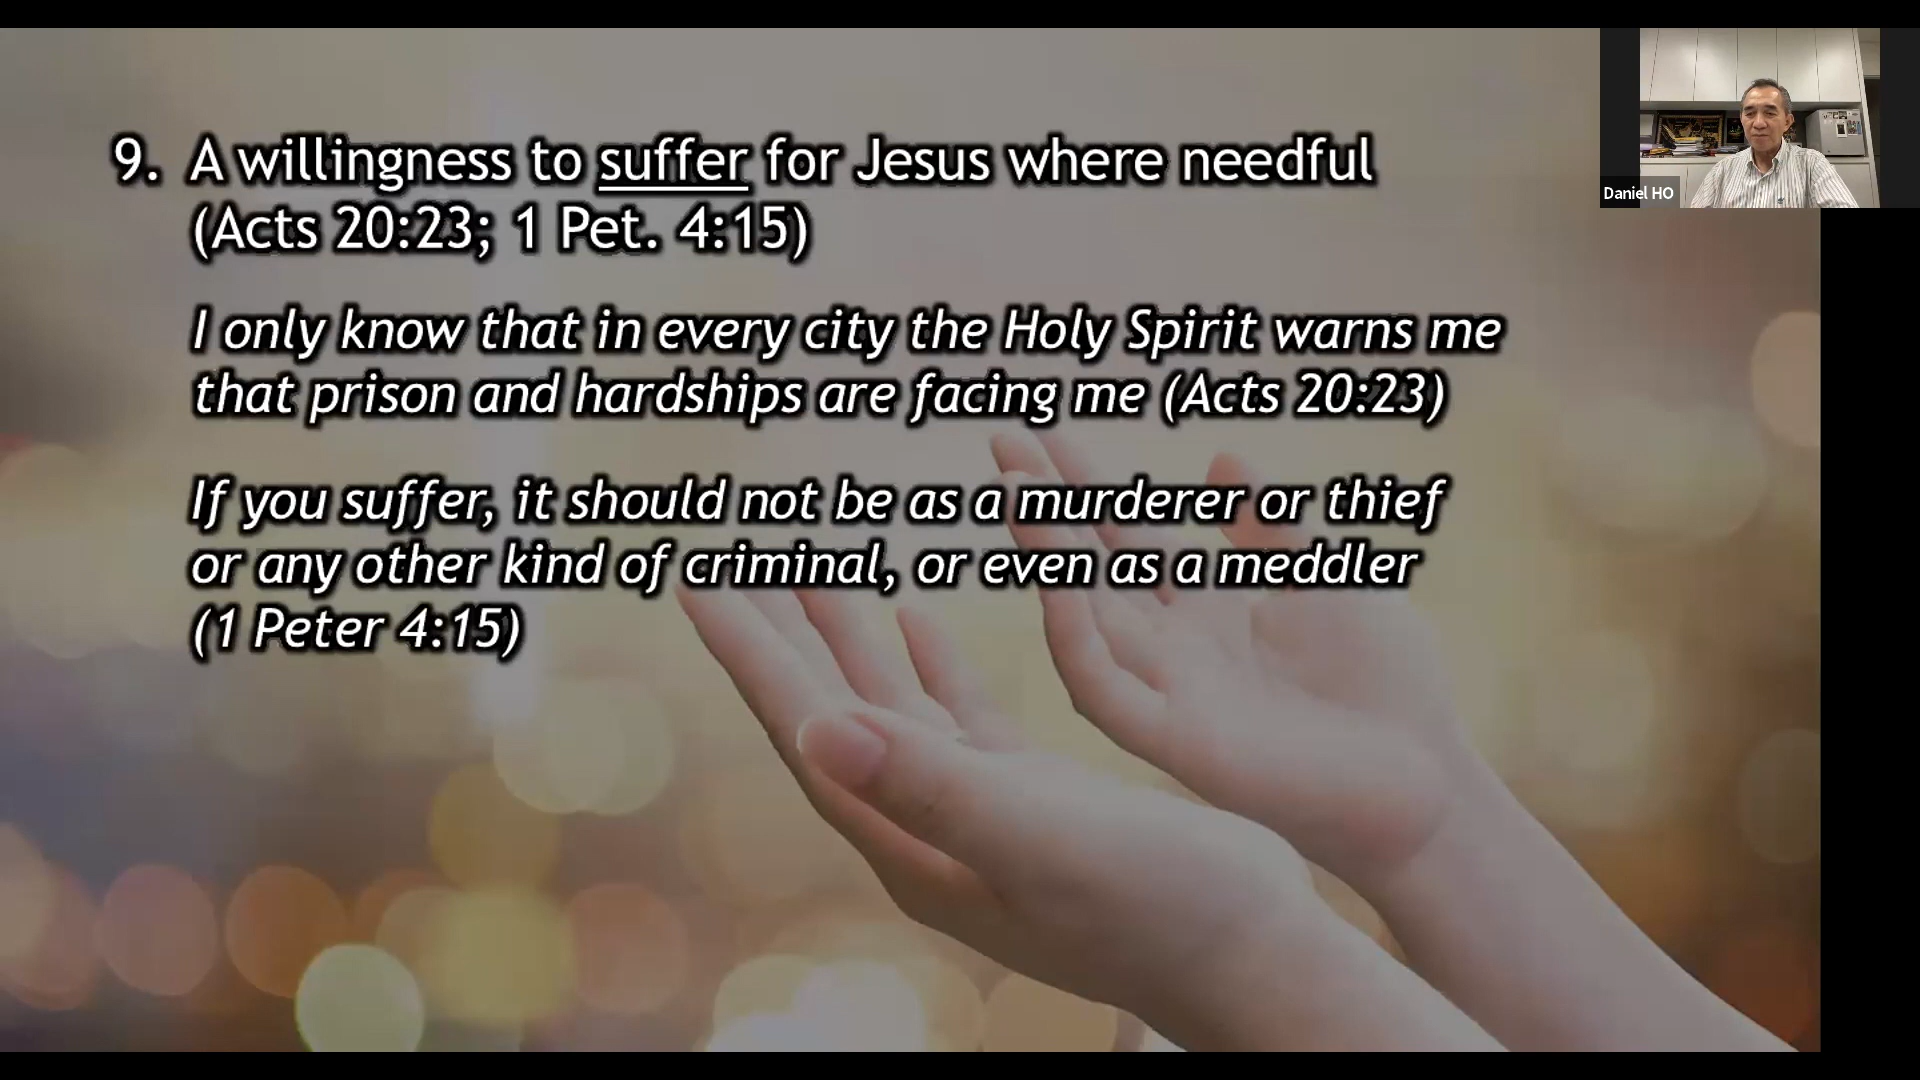 9. A willingness to suffer for Jesus where needful
(Acts 20:23; 1 Pet. 4:15)
I only know that in every city the Holy Spirit warns me
that prison and hardships are facing me (Acts 20:23)
If you suffer, it should not be as a murderer or thief
or any other kind of criminal, or even as a meddler
(1 Peter 4:15)
Daniel HO